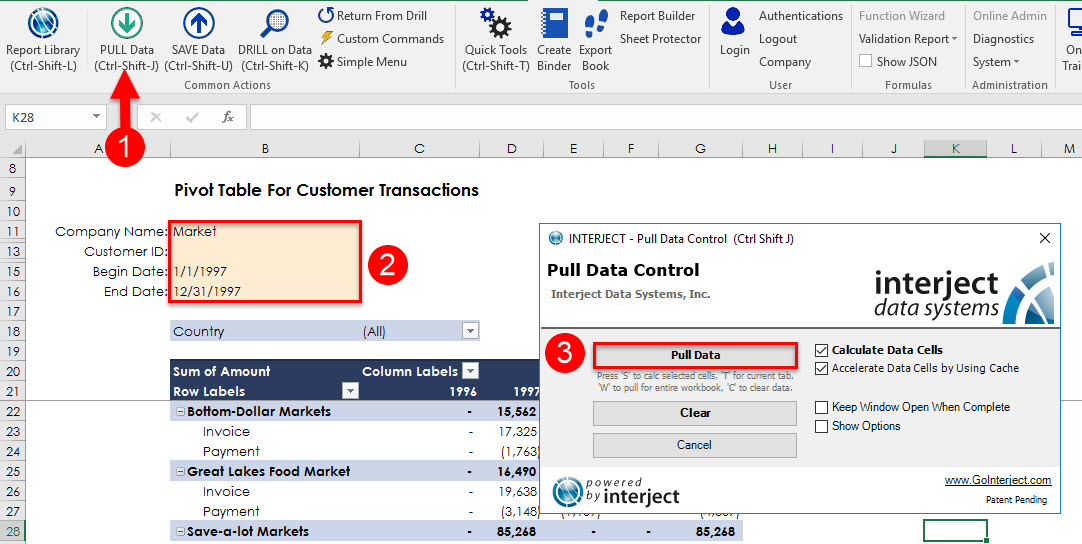 Report Library
(Ctrl-Shift-L)
PULL Data
(Ctrl-Shift-J)
SAVE Data
(Ctrl-Shift-U)
DRILL on Data
(Ctrl-Shift-K)
Return From Drill
Custom Commands
Simple Menu
Common Actions
Quick Tools
(Ctrl-Shift-T)
Create
Binder
Export
Book
Report Builder
Sheet Protector
Tools
Login
Authentications
Logout
Company
User
Function Wizard
Validation Report
Show JSON
Formulas
Online Admin
Diagnostics
System
Administration
On
Trai
K28
fx
1
A B C D E F G H I J K L M
8
9 Pivot Table For Customer Transactions
10
11 Company Name: Market
13 Customer ID:
15 Begin Date: 1/1/1997
16 End Date: 12/31/1997
2
17
18 Country (All)
19
20 Sum of Amount Column Labels
21 Row Labels 1996 1997
22 Bottom-Dollar Markets - 15,562
23 Invoice - 17,325
24 Payment - (1,763)
25 Great Lakes Food Market - 16,490
26 Invoice - 19,638
27 Payment - (3,148)
28 Save-a-lot Markets - 85,268 - - 85,268
INTERJECT - Pull Data Control (Ctrl Shift J)
Pull Data Control
Interject Data Systems, Inc.
interject
data systems
3
Pull Data
Press 'S' to calc selected cells, 'T' for current tab,
'W' to pull for entire workbook, 'C' to clear data.
Clear
Cancel
Calculate Data Cells
Accelerate Data Cells by Using Cache
Keep Window Open When Complete
Show Options
powered
by interject
www.GoInterject.com
Patent Pending